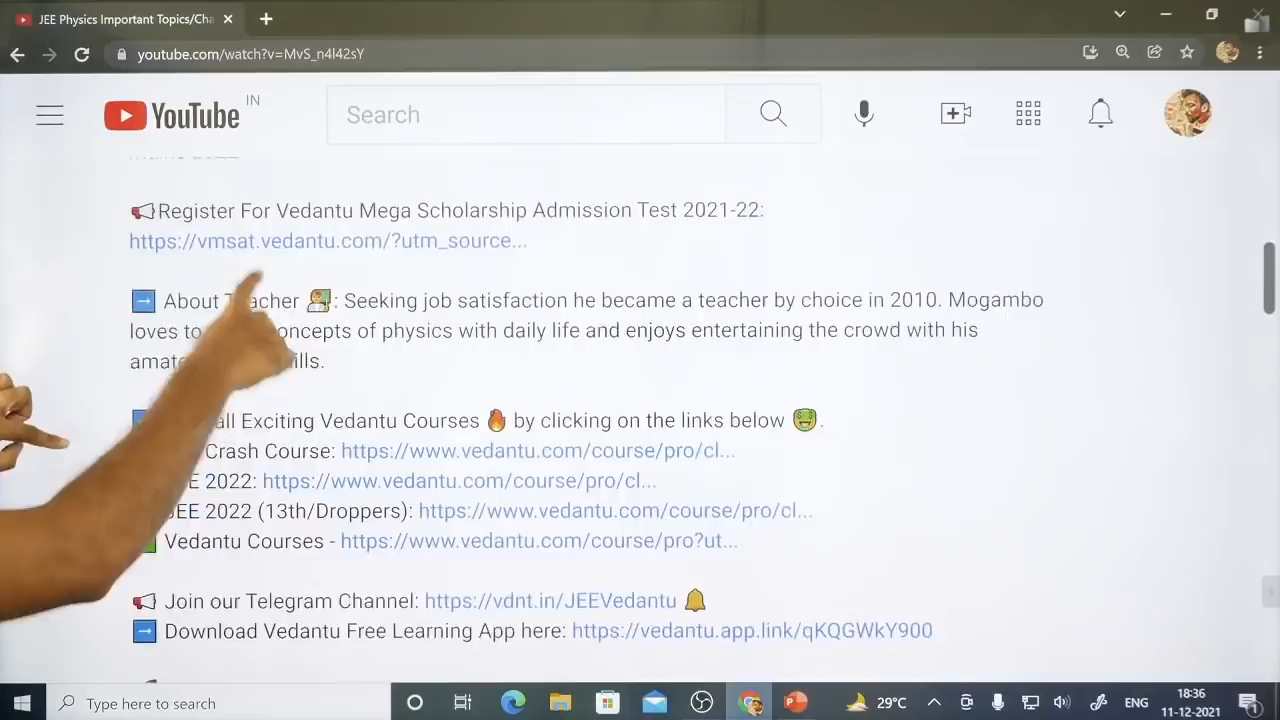 JEE Physics Important Topics/Cha
youtube.com/watch?v=MvS_n4l42sY
YouTube IN
Search
Register For Vedantu Mega Scholarship Admission Test 2021-22:
https://vmsat.vedantu.com/?utm_source...
About : Seeking job satisfaction he became a teacher by choice in 2010. Mogambo
loves to concepts of physics with daily life and enjoys entertaining the crowd with his
all Exciting Vedantu Courses by clicking on the links below .
Crash Course: https://www.vedantu.com/course/pro/cl...
2022: https://www.vedantu.com/course/pro/cl...
JEE 2022 (13th/Droppers): https://www.vedantu.com/course/pro/cl...
Vedantu Courses - https://www.vedantu.com/course/pro?ut...
Join our Telegram Channel: https://vdnt.in/JEEVedantu
Download Vedantu Free Learning App here: https://vedantu.app.link/qKQGWkY900
Type here to search
29°C
ENG
18:36
11-12-2021
1